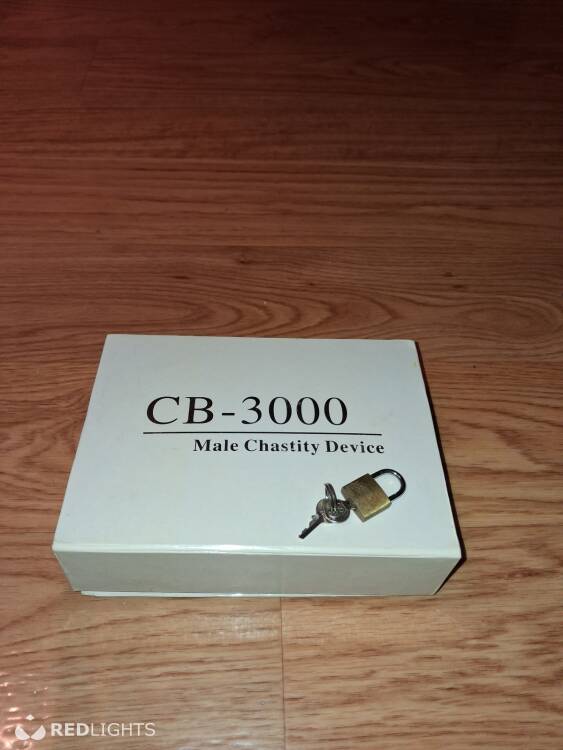 CB-3000
Male Chastity Device
REDLIGHTS